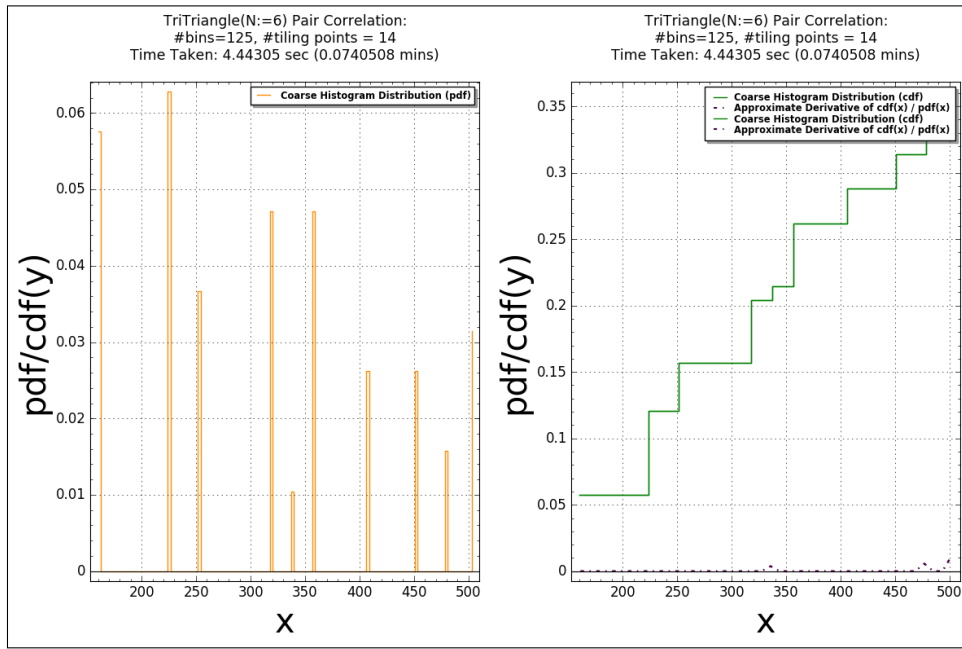 TriTriangle(N:=6) Pair Correlation:
#bins=125, #tiling points = 14
Time Taken: 4.44305 sec (0.0740508 mins)
Coarse Histogram Distribution (pdf)
0.06
0.05
0.04
0.03
0.02
0.01
0
pdf/cdf(y)
200
250
300
350
400
450
500
x
TriTriangle(N:=6) Pair Correlation:
#bins=125, #tiling points = 14
Time Taken: 4.44305 sec (0.0740508 mins)
Coarse Histogram Distribution (cdf)
Approximate Derivative of cdf(x) / pdf(x)
Coarse Histogram Distribution (cdf)
Approximate Derivative of cdf(x) / pdf(x)
0.35
0.3
0.25
0.2
0.15
0.1
0.05
0
pdf/cdf(y)
200
250
300
350
400
450
500
x